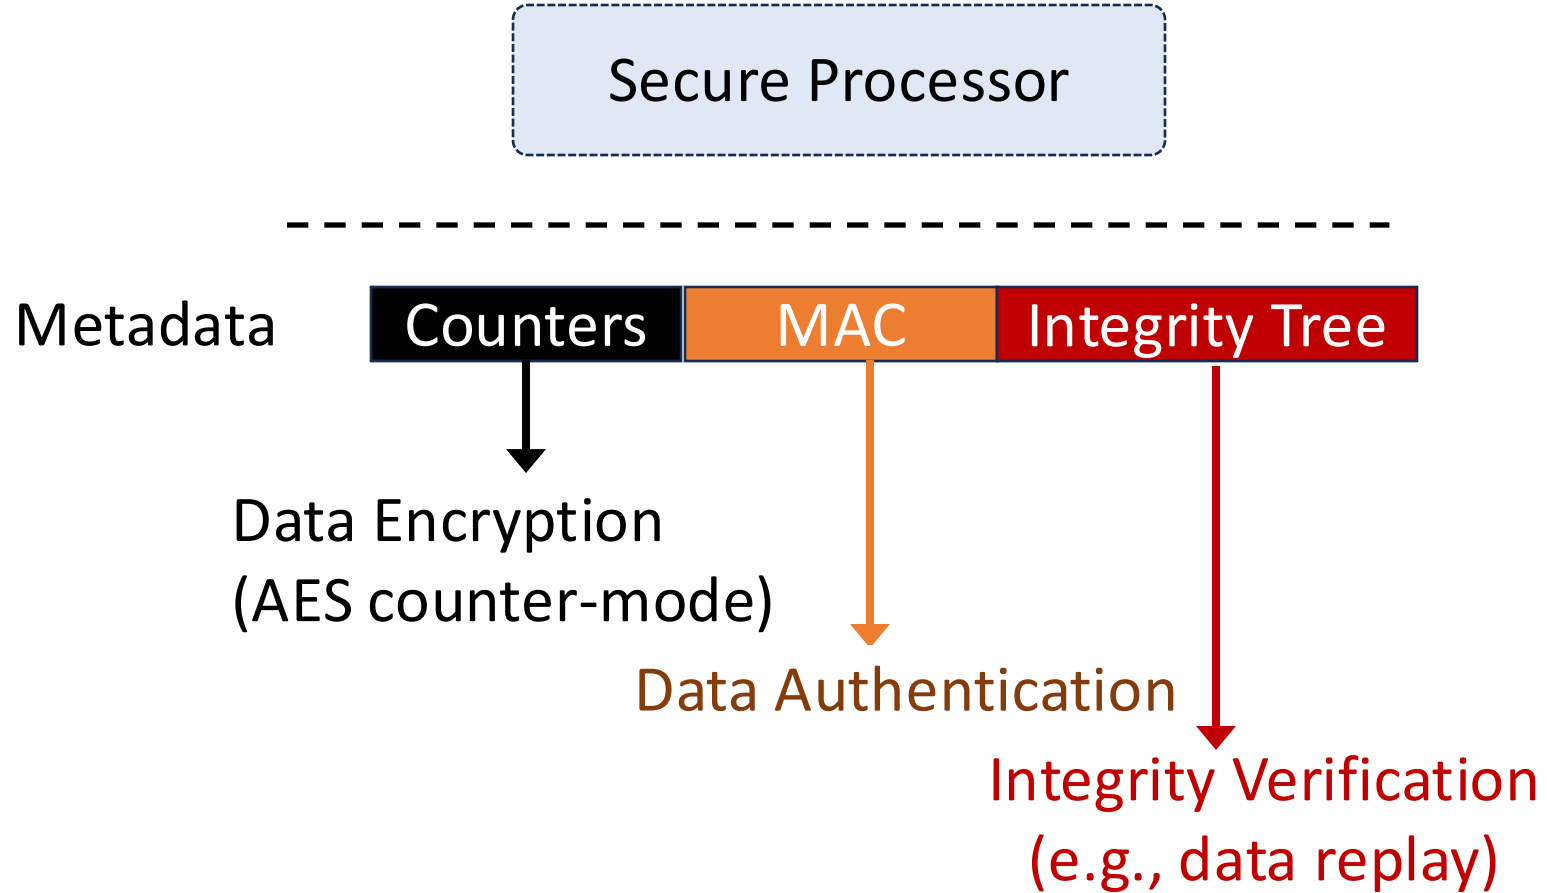 Secure Processor
Metadata
Counters
MAC
Integrity Tree
Data Encryption
(AES counter-mode)
Data Authentication
Integrity Verification
(e.g., data replay)